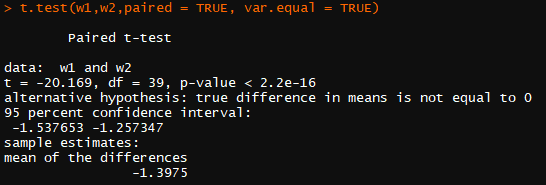 > t.test(w1,w2,paired = TRUE, var.equal = TRUE)
Paired t-test
data:  w1 and w2
t = -20.169, df = 39, p-value < 2.2e-16
alternative hypothesis: true difference in means is not equal to 0
95 percent confidence interval:
-1.537653 -1.257347
sample estimates:
mean of the differences
-1.3975